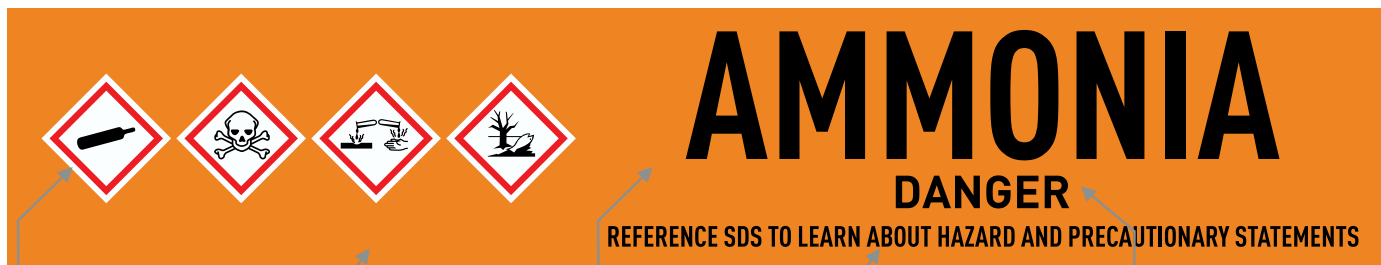 AMMONIA
DANGER
REFERENCE SDS TO LEARN ABOUT HAZARD AND PRECAUTIONARY STATEMENTS